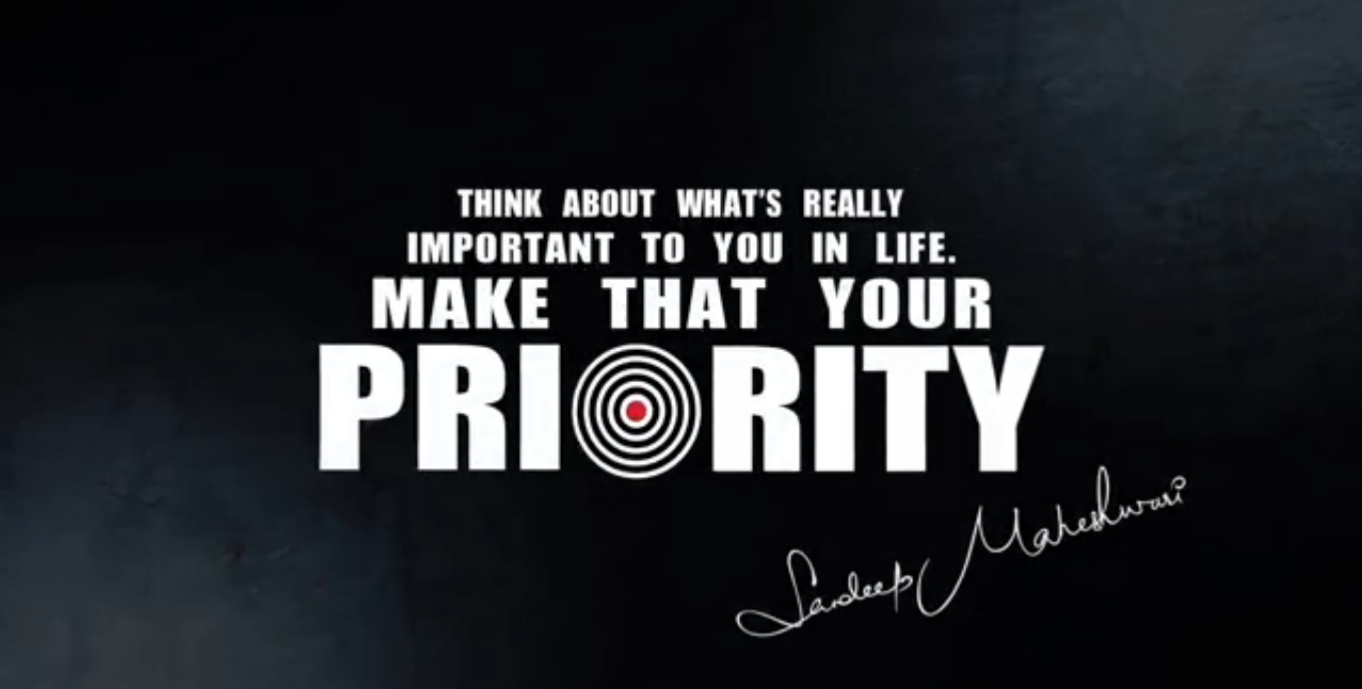 THINK ABOUT WHAT'S REALLY
IMPORTANT TO YOU IN LIFE.
MAKE THAT YOUR
PRIORITY
Sandeep Maheshwari